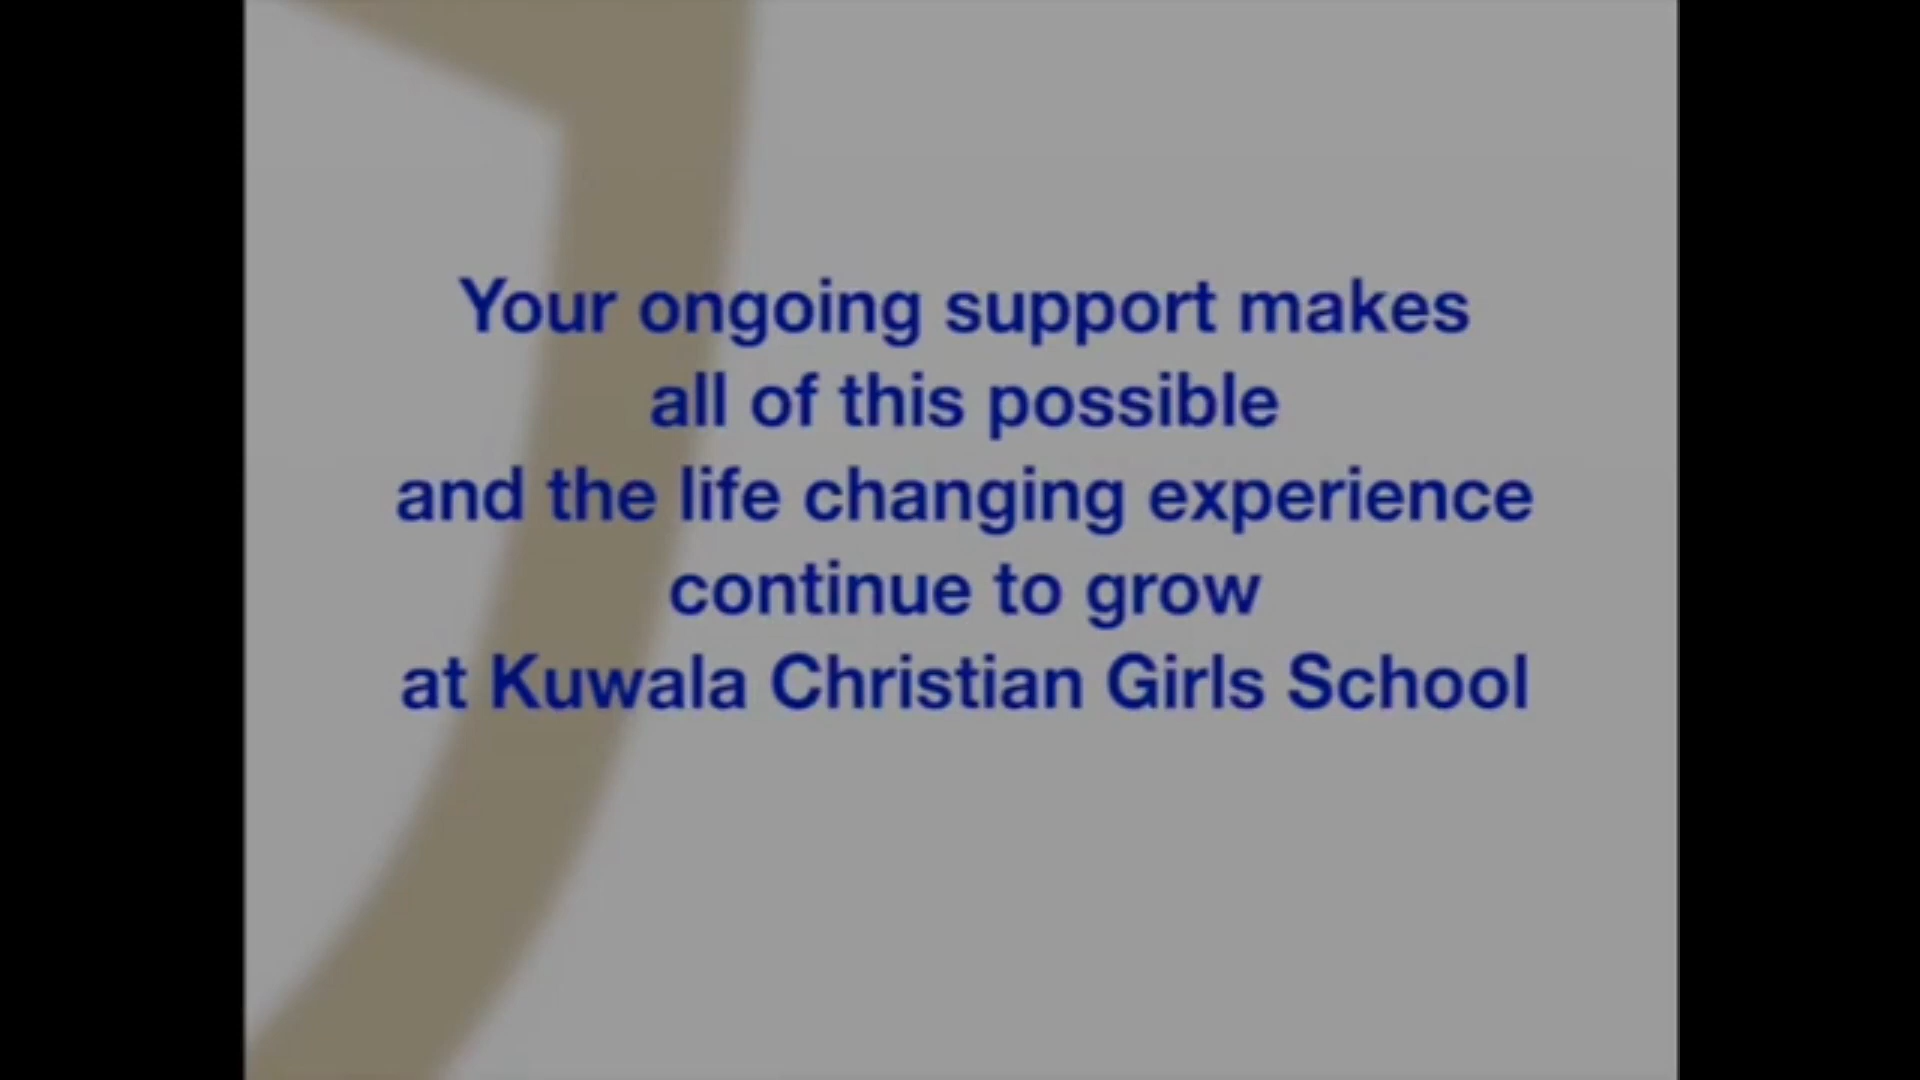 Your ongoing support makes
all of this possible
and the life changing experience
continue to grow
at Kuwala Christian Girls School